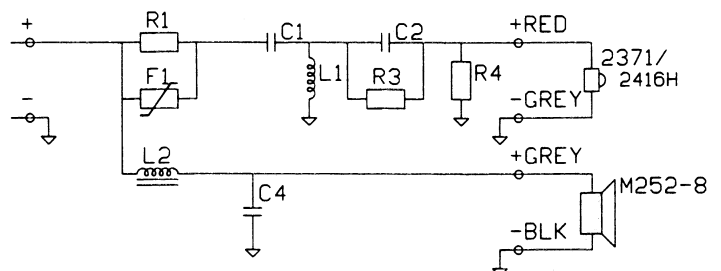 +
R1
C1
C2
+RED
2371/
2416H
F1
L1
R3
R4
-
-GREY
L2
+GREY
C4
M252-8
-BLK